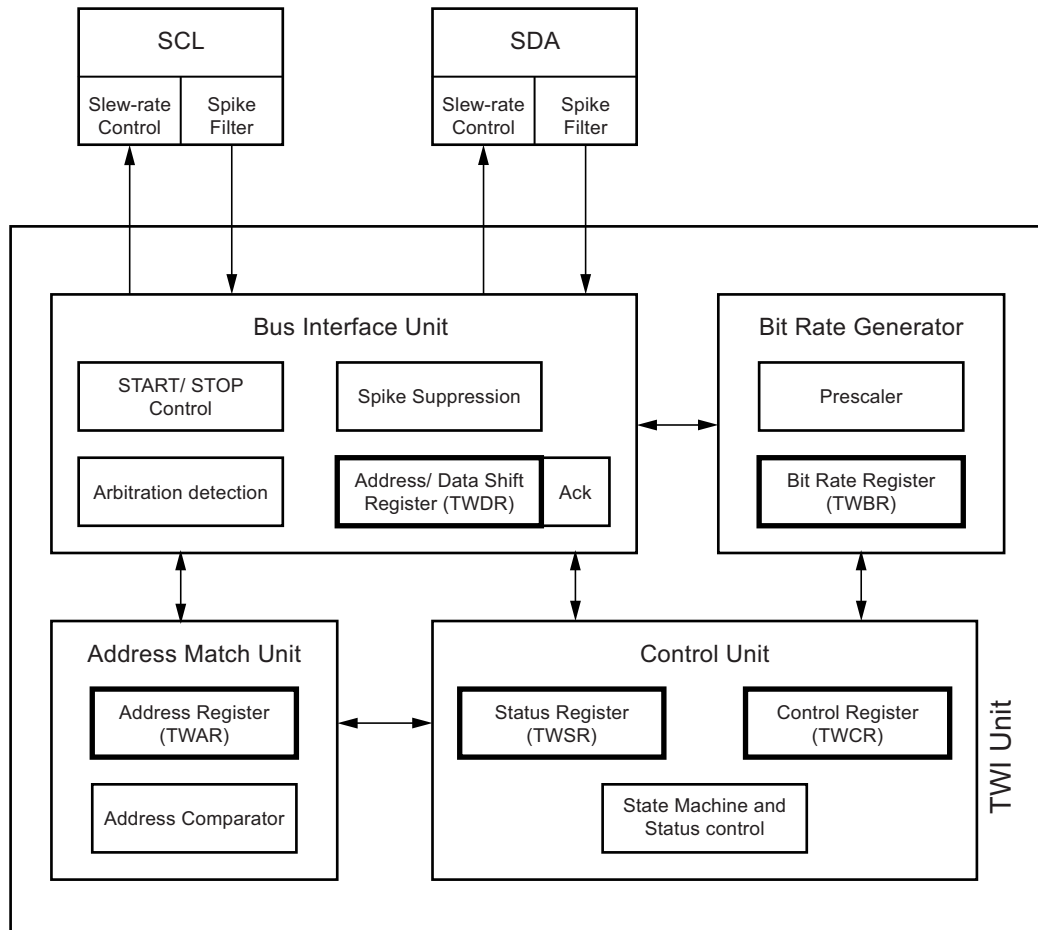 SCL
Slew-rate
Control
Spike
Filter
SDA
Slew-rate
Control
Spike
Filter
Bus Interface Unit
START/ STOP
Control
Spike Suppression
Arbitration detection
Address/ Data Shift
Register (TWDR)
Ack
Bit Rate Generator
Prescaler
Bit Rate Register
(TWBR)
Address Match Unit
Address Register
(TWAR)
Address Comparator
Control Unit
Status Register
(TWSR)
Control Register
(TWCR)
State Machine and
Status control
TWI Unit